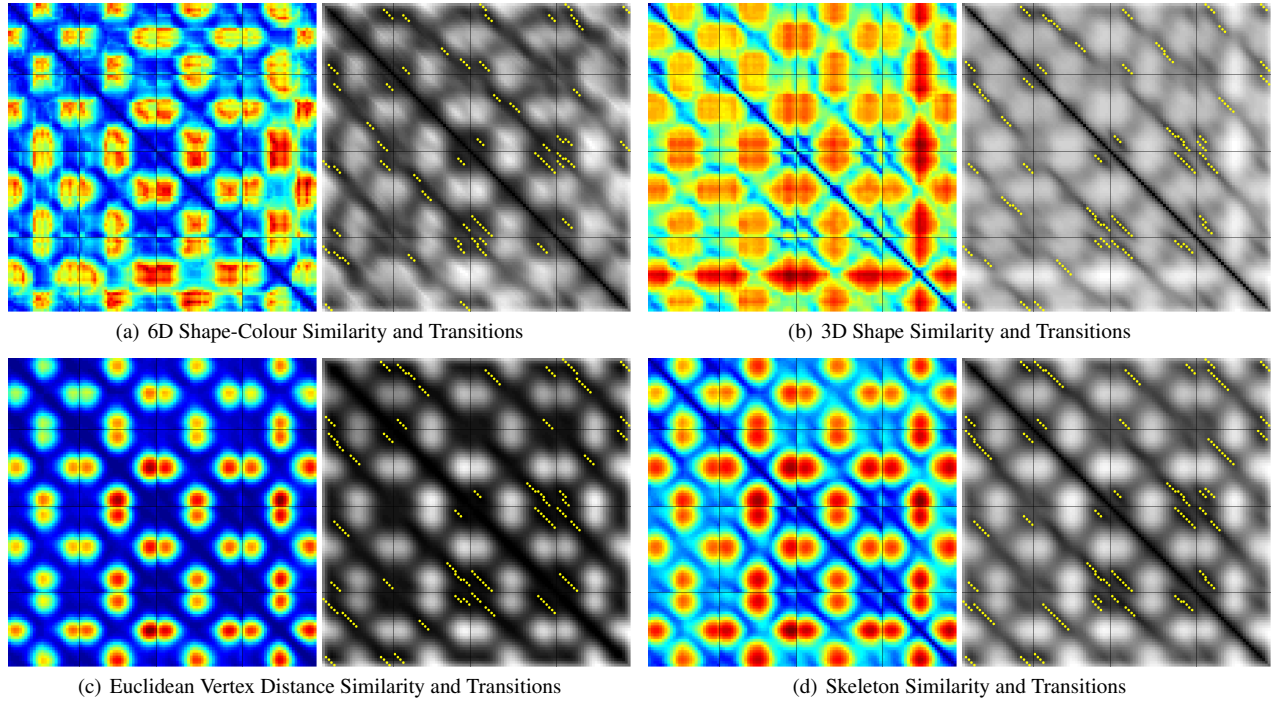 (a) 6D Shape-Colour Similarity and Transitions
(b) 3D Shape Similarity and Transitions
(c) Euclidean Vertex Distance Similarity and Transitions
(d) Skeleton Similarity and Transitions